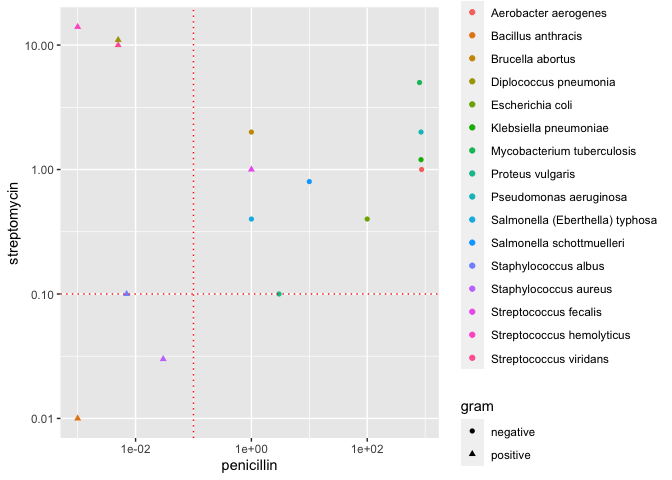 10.00
1.00
0.10
0.01
streptomycin
1e-02
1e+00
1e+02
penicillin
Aerobacter aerogenes
Bacillus anthracis
Brucella abortus
Diplococcus pneumonia
Escherichia coli
Klebsiella pneumoniae
Mycobacterium tuberculosis
Proteus vulgaris
Pseudomonas aeruginosa
Salmonella (Eberthella) typhosa
Salmonella schottmuelleri
Staphylococcus albus
Staphylococcus aureus
Streptococcus fecalis
Streptococcus hemolyticus
Streptococcus viridans
gram
negative
positive